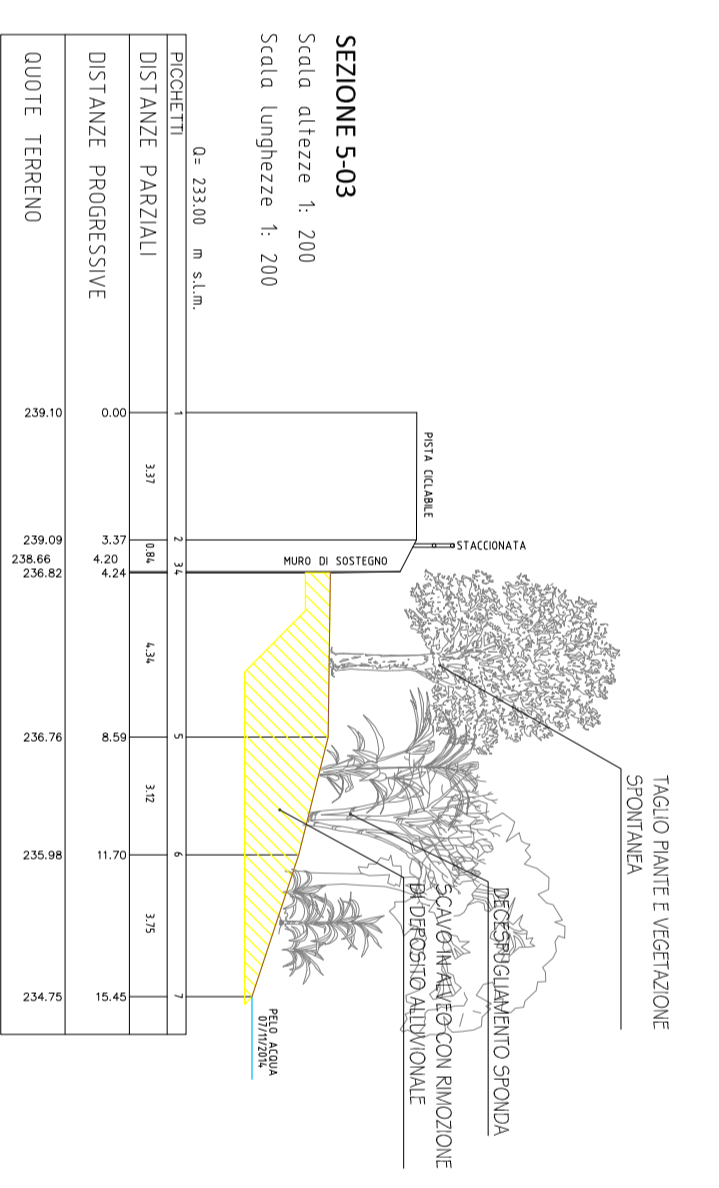 SEZIONE 5-03
Scala altezze 1: 200
Scala lunghezze 1: 200
TAGLIO PIANTE E VEGETAZIONE
SPONTANEA
DECESPUGLIAMENTO SPONDA
SCAVO IN ALVEO CON RIMOZIONE
DI DEPOSITO ALLUVIONALE
STACCIONATA
PISTA CICLABILE
MURO DI SOSTEGNO
PELO ACQUA
07/11/2014
Q= 233.00 m s.l.m.
PICCHETTI 1 2 3 4 5 6 7
DISTANZE PARZIALI 3.37 0.84 4.34 3.12 3.75
DISTANZE PROGRESSIVE 0.00 3.37 4.20 4.24 8.59 11.70 15.45
QUOTE TERRENO 239.10 239.09 238.66 236.82 236.76 235.98 234.75